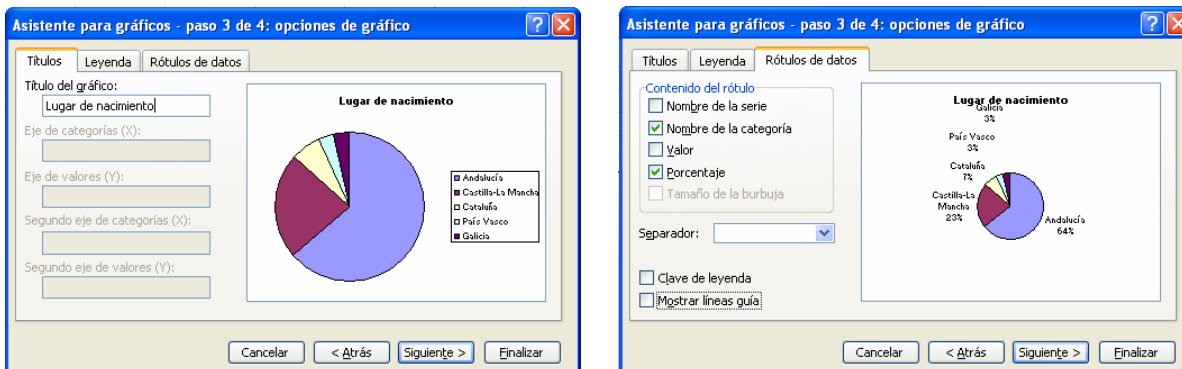 Asistente para gráficos - paso 3 de 4: opciones de gráfico
Títulos
Leyenda
Rótulos de datos
Título del gráfico:
Lugar de nacimiento
Eje de categorías (X):
Eje de valores (Y):
Segundo eje de categorías (X):
Segundo eje de valores (Y):
Lugar de nacimiento
Andalucía
Castilla-La Mancha
Cataluña
País Vasco
Galicia
Cancelar
< Atrás
Siguiente >
Finalizar
Asistente para gráficos - paso 3 de 4: opciones de gráfico
Títulos
Leyenda
Rótulos de datos
Contenido del rótulo
Nombre de la serie
Nombre de la categoría
Valor
Porcentaje
Tamaño de la burbuja
Separador:
Clave de leyenda
Mostrar líneas guía
Lugar de nacimiento
Galicia
3%
País Vasco
3%
Cataluña
7%
Castilla-La
Mancha
23%
Andalucía
64%
Cancelar
< Atrás
Siguiente >
Finalizar